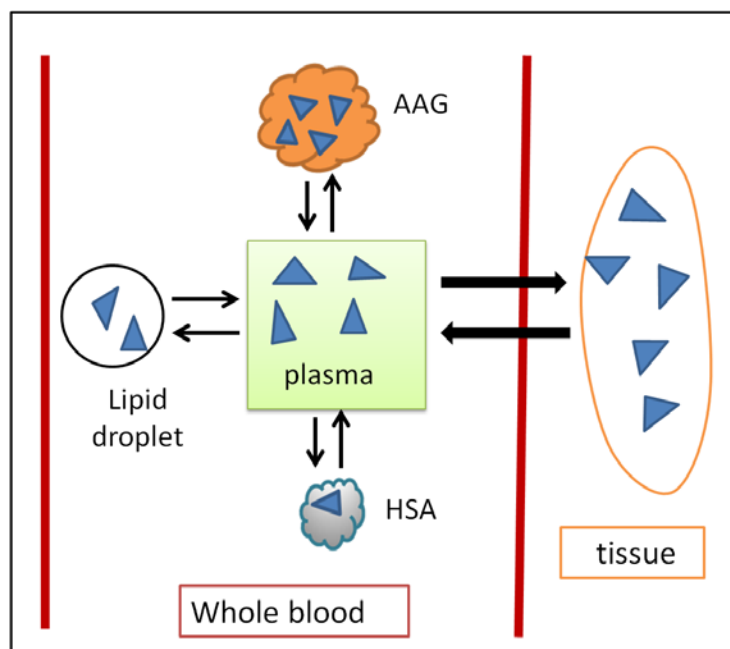 AAG
plasma
Lipid
droplet
HSA
tissue
Whole blood